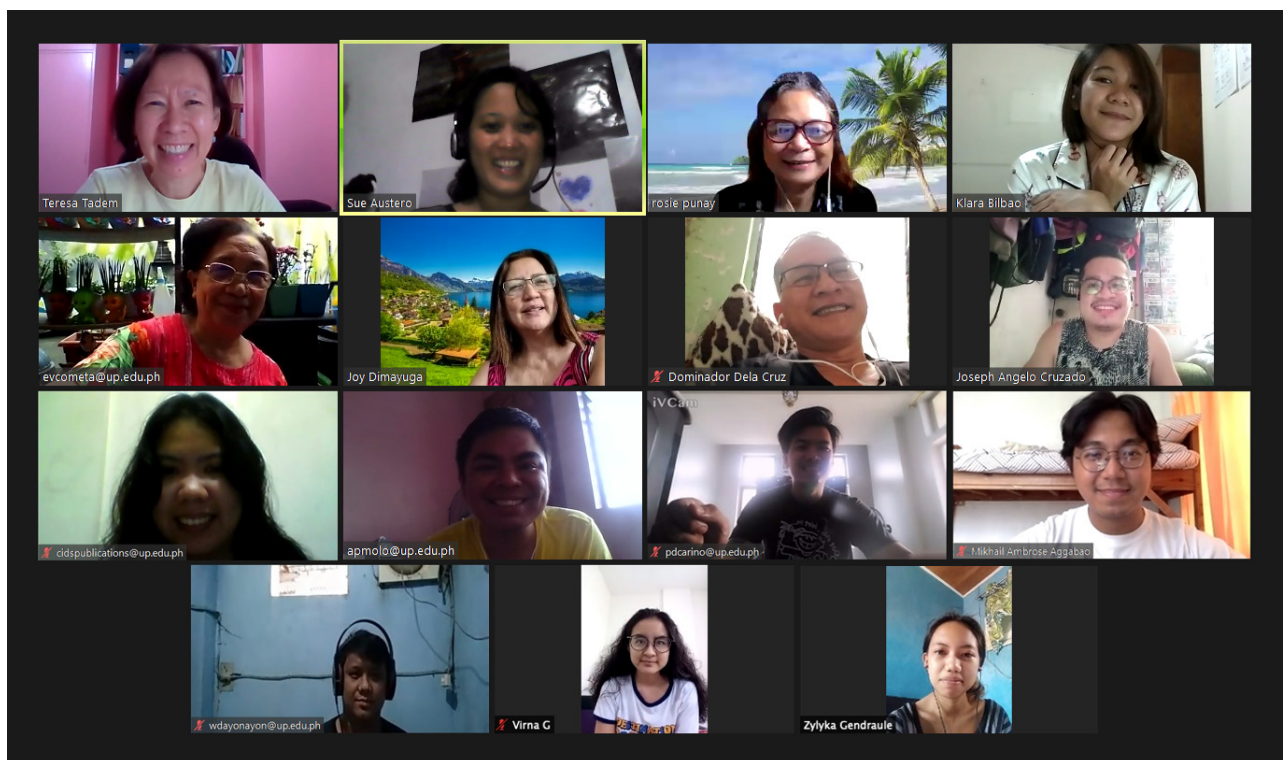 Teresa Tadem
Sue Austero
rosie punay
Klara Bilbao
evcometa@up.edu.ph
Joy Dimayuga
Dominador Dela Cruz
Joseph Angelo Cruzado
iVCam
cidspublications@up.edu.ph
apmolo@up.edu.ph
pdcarino@up.edu.ph
Mikhail Ambrose Aggabao
wdayonayon@up.edu.ph
Virna G
Zylyka Gendraule